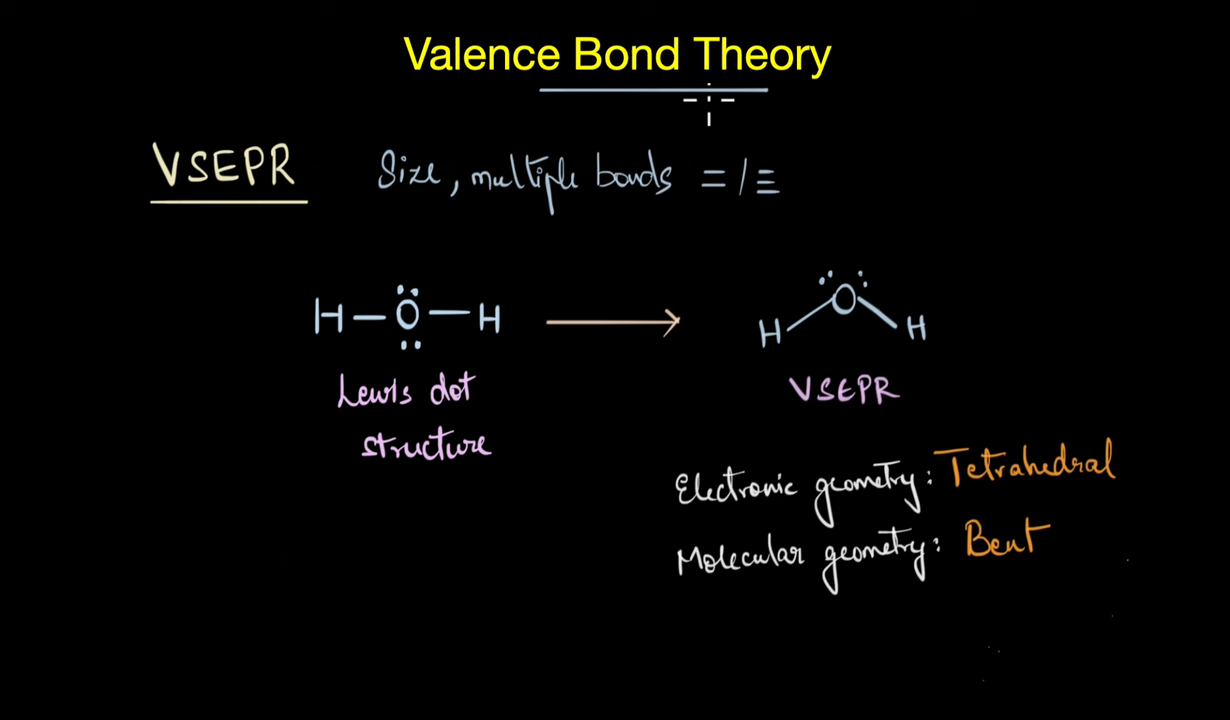 Valence Bond Theory
VSEPR Size, multiple bonds = / ≡
H — O — H
H O H
Lewis dot
structure
VSEPR
Electronic geometry: Tetrahedral
Molecular geometry: Bent